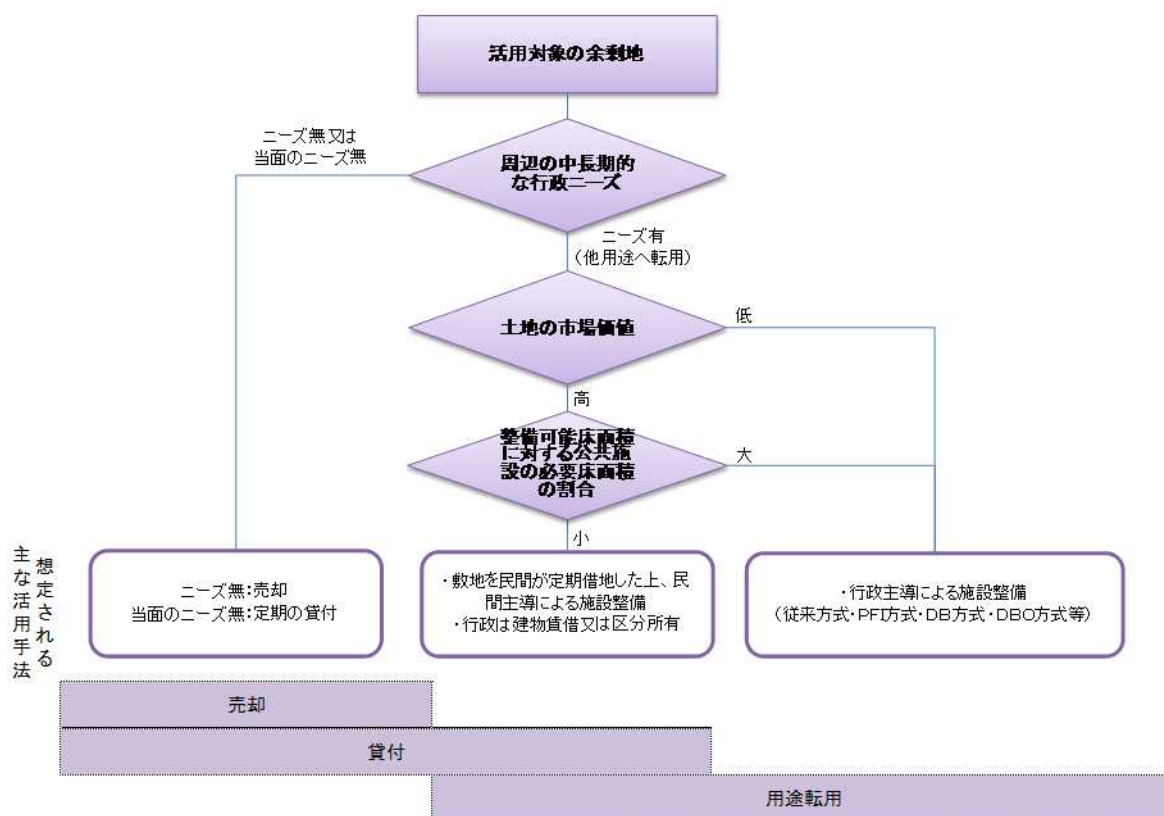 活用対象の余剰地
ニーズ無又は
当面のニーズ無
周辺の中長期的
な行政ニーズ
ニーズ有
（他用途へ転用）
土地の市場価値
低
高
整備可能床面積
に対する公共施
設の必要床面積
の割合
大
小
想定される
主な活用手法
ニーズ無：売却
当面のニーズ無：定期の貸付
・敷地を民間が定期借地した上、民
間主導による施設整備
・行政は建物賃借又は区分所有
・行政主導による施設整備
（従来方式・PFI方式・DB方式・DBO方式等）
売却
貸付
用途転用